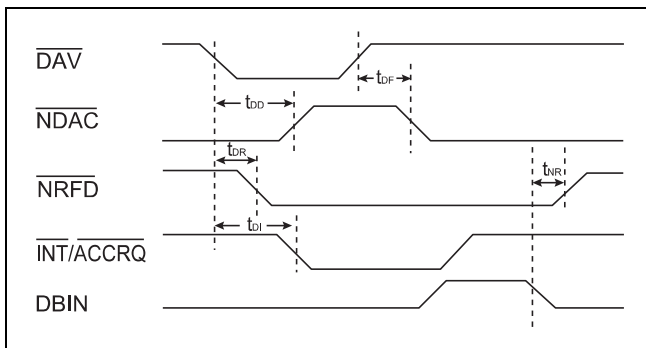 DAV
tDF
tDD
NDAC
tDR
tNR
NRFD
tDI
INT/ACCRQ
DBIN